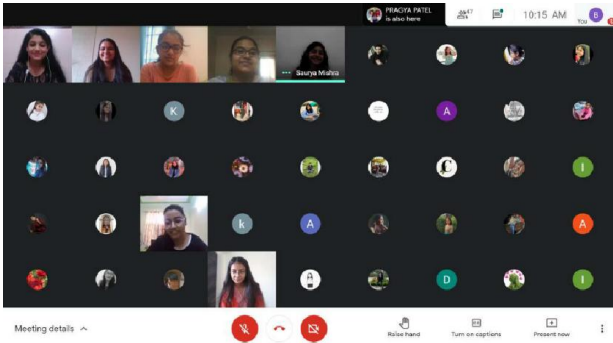 PRAGYA PATEL
is also here
47
10:15 AM
You
B
Saurya Mishra
K
A
C
I
k
A
A
D
I
Meeting details
Raise hand
Turn on captions
Present now